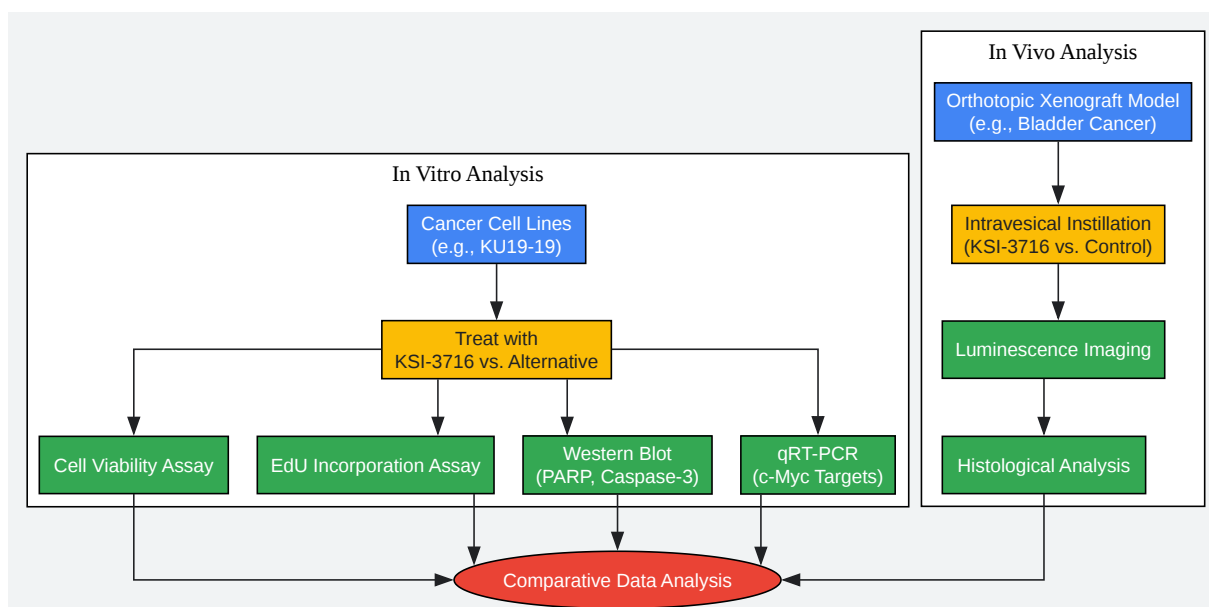 In Vitro Analysis
Cancer Cell Lines
(e.g., KU19-19)
Treat with
KSI-3716 vs. Alternative
Cell Viability Assay
EdU Incorporation Assay
Western Blot
(PARP, Caspase-3)
qRT-PCR
(c-Myc Targets)
In Vivo Analysis
Orthotopic Xenograft Model
(e.g., Bladder Cancer)
Intravesical Instillation
(KSI-3716 vs. Control)
Luminescence Imaging
Histological Analysis
Comparative Data Analysis